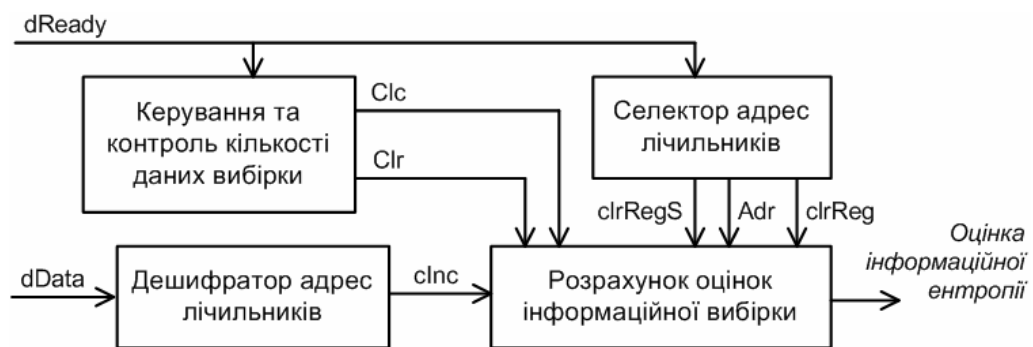 dReady
Керування та
контроль кількості
даних вибірки
Clc
Clr
Селектор адрес
лічильників
clrRegS
Adr
clrReg
dData
Дешифратор адрес
лічильників
cInc
Розрахунок оцінок
інформаційної вибірки
Оцінка
інформаційної
ентропії